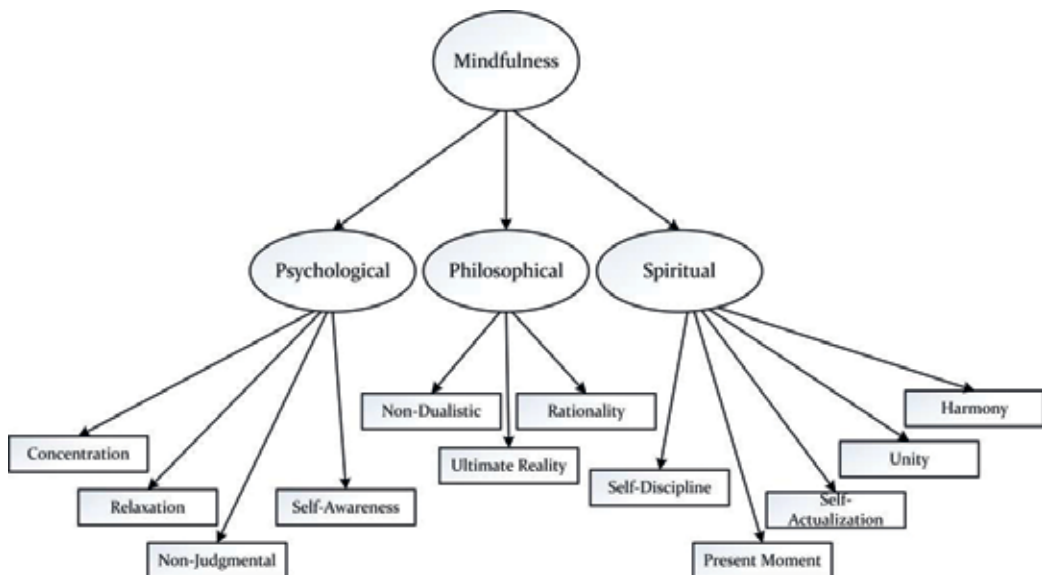 Mindfulness
Psychological
Philosophical
Spiritual
Non-Dualistic
Rationality
Harmony
Concentration
Ultimate Reality
Unity
Self-Discipline
Relaxation
Self-Awareness
Self-
Actualization
Non-Judgmental
Present Moment